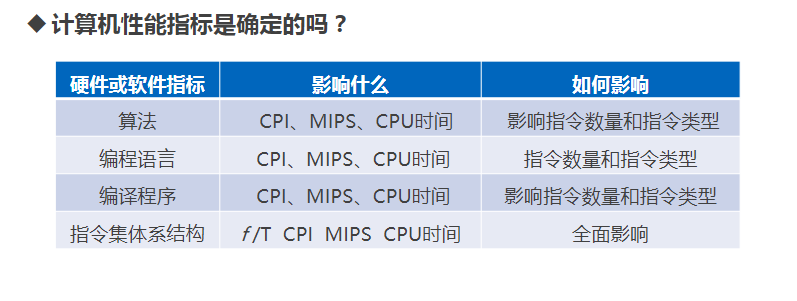 ◆ 计算机性能指标是确定的吗？
硬件或软件指标 影响什么 如何影响
算法 CPI、MIPS、CPU时间 影响指令数量和指令类型
编程语言 CPI、MIPS、CPU时间 指令数量和指令类型
编译程序 CPI、MIPS、CPU时间 影响指令数量和指令类型
指令集体系结构 f/T CPI MIPS CPU时间 全面影响